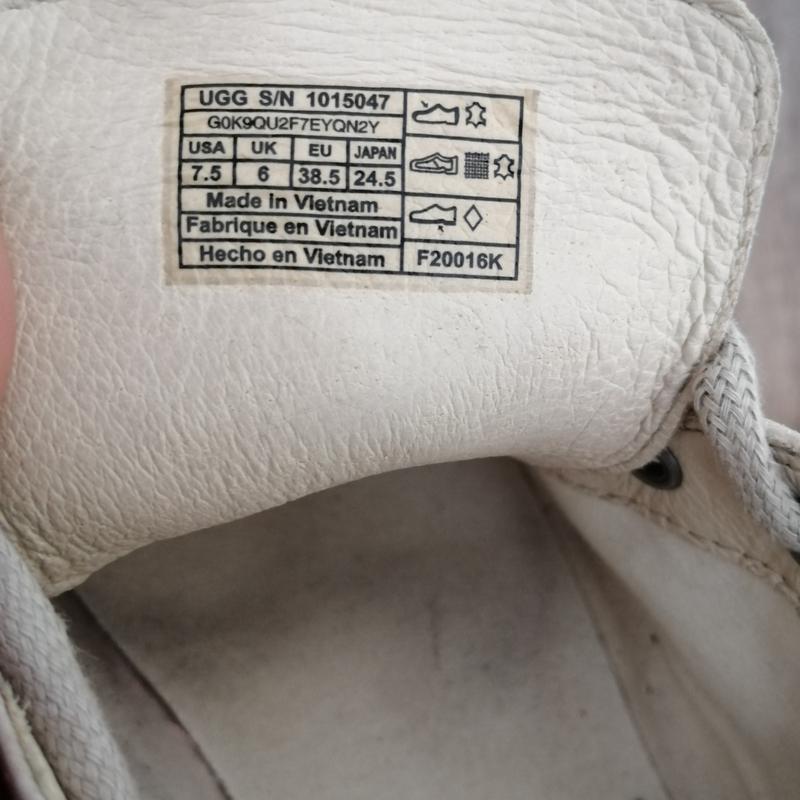 UGG S/N 1015047
G0K9QU2F7EYQN2Y
USA UK EU JAPAN
7.5 6 38.5 24.5
Made in Vietnam
Fabrique en Vietnam
Hecho en Vietnam F20016K